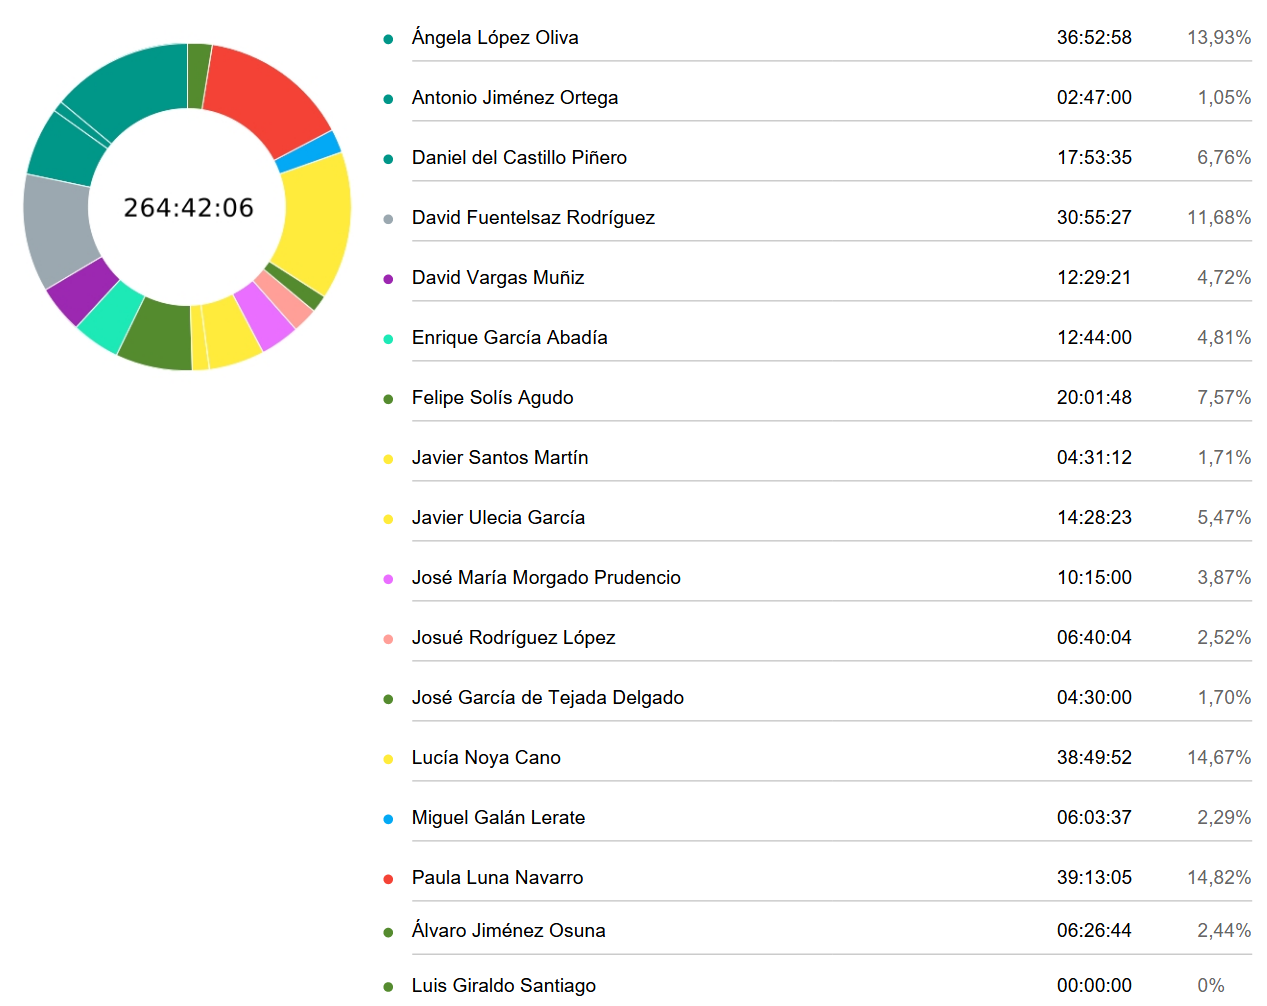 264:42:06
Ángela López Oliva 36:52:58 13,93%
Antonio Jiménez Ortega 02:47:00 1,05%
Daniel del Castillo Piñero 17:53:35 6,76%
David Fuentelsaz Rodríguez 30:55:27 11,68%
David Vargas Muñiz 12:29:21 4,72%
Enrique García Abadía 12:44:00 4,81%
Felipe Solís Agudo 20:01:48 7,57%
Javier Santos Martín 04:31:12 1,71%
Javier Ulecia García 14:28:23 5,47%
José María Morgado Prudencio 10:15:00 3,87%
Josué Rodríguez López 06:40:04 2,52%
José García de Tejada Delgado 04:30:00 1,70%
Lucía Noya Cano 38:49:52 14,67%
Miguel Galán Lerate 06:03:37 2,29%
Paula Luna Navarro 39:13:05 14,82%
Álvaro Jiménez Osuna 06:26:44 2,44%
Luis Giraldo Santiago 00:00:00 0%